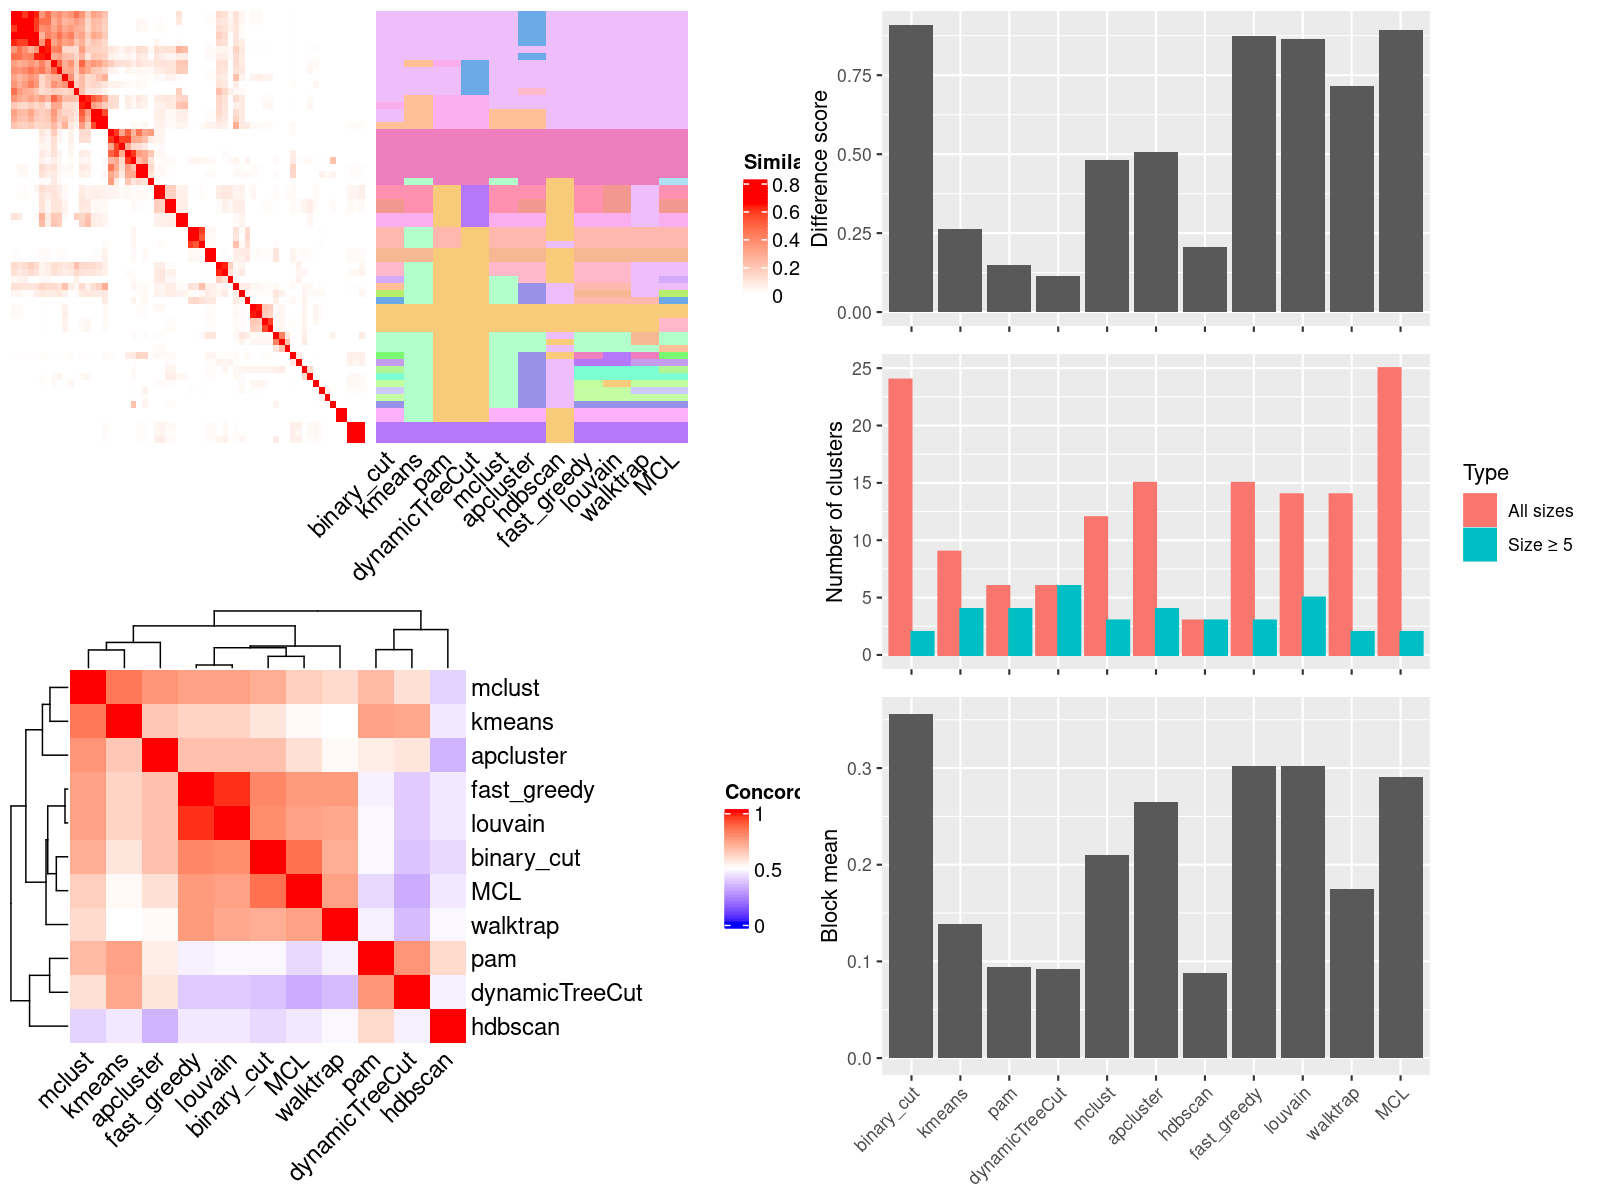 Simila
0.8
0.6
0.4
0.2
0
binary_cut
kmeans
pam
dynamicTreeCut
mclust
apcluster
hdbscan
fast_greedy
louvain
walktrap
MCL
mclust
kmeans
apcluster
fast_greedy
louvain
binary_cut
MCL
walktrap
pam
dynamicTreeCut
hdbscan
mclust
kmeans
apcluster
fast_greedy
louvain
binary_cut
MCL
walktrap
pam
dynamicTreeCut
hdbscan
Concord
1
0.5
0
Difference score
0.75
0.50
0.25
0.00
Number of clusters
25
20
15
10
5
0
Type
All sizes
Size ≥ 5
Block mean
0.3
0.2
0.1
0.0
binary_cut
kmeans
pam
dynamicTreeCut
mclust
apcluster
hdbscan
fast_greedy
louvain
walktrap
MCL